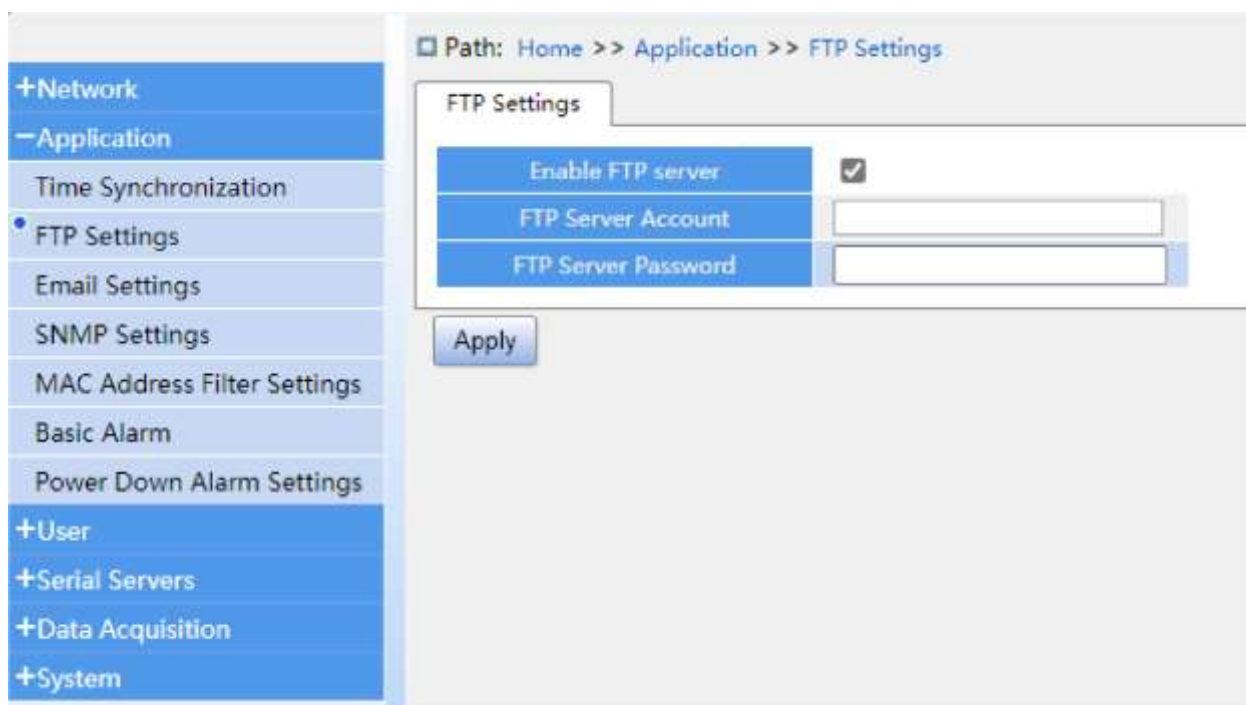 Path: Home >> Application >> FTP Settings
+Network
−Application
Time Synchronization
FTP Settings
Email Settings
SNMP Settings
MAC Address Filter Settings
Basic Alarm
Power Down Alarm Settings
+User
+Serial Servers
+Data Acquisition
+System
FTP Settings
Enable FTP server
FTP Server Account
FTP Server Password
Apply